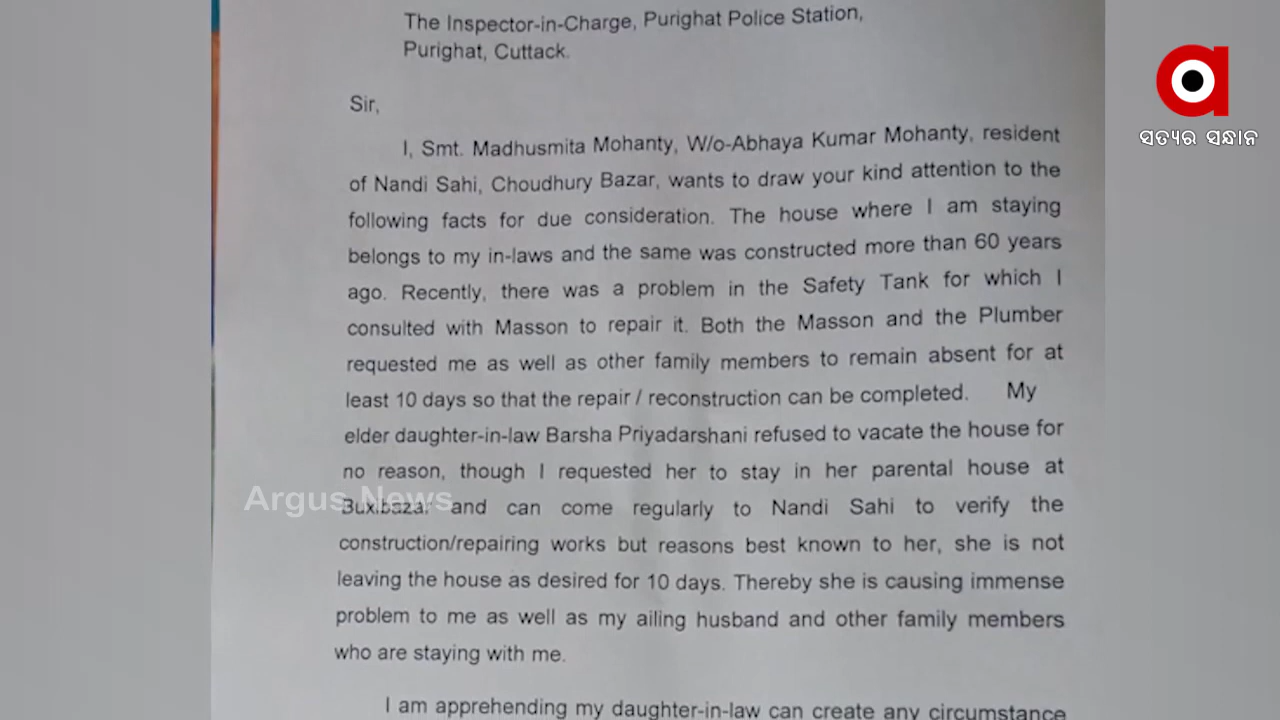 The Inspector-in-Charge, Purighat Police Station,
Purighat, Cuttack.
Sir,
I, Smt. Madhusmita Mohanty, W/o-Abhaya Kumar Mohanty, resident
of Nandi Sahi, Choudhury Bazar, wants to draw your kind attention to the
following facts for due consideration. The house where I am staying
belongs to my in-laws and the same was constructed more than 60 years
ago. Recently, there was a problem in the Safety Tank for which I
consulted with Masson to repair it. Both the Masson and the Plumber
requested me as well as other family members to remain absent for at
least 10 days so that the repair / reconstruction can be completed. My
elder daughter-in-law Barsha Priyadarshani refused to vacate the house for
no reason, though I requested her to stay in her parental house at
Buxibazar and can come regularly to Nandi Sahi to verify the
construction/repairing works but reasons best known to her, she is not
leaving the house as desired for 10 days. Thereby she is causing immense
problem to me as well as my ailing husband and other family members
who are staying with me.
I am apprehending my daughter-in-law can create any circumstance
Argus News
ସତ୍ୟର ସନ୍ଧାନ